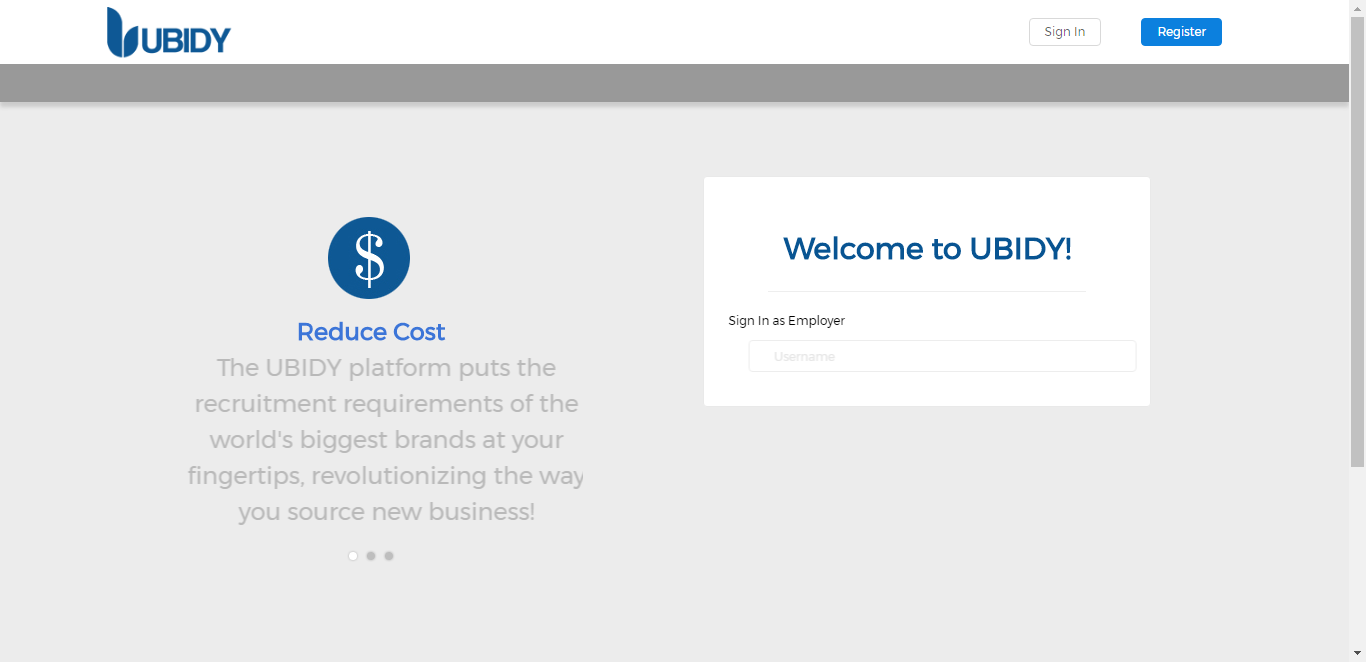 UBIDY
Sign In
Register
$
Reduce Cost
The UBIDY platform puts the
recruitment requirements of the
world's biggest brands at your
fingertips, revolutionizing the way
you source new business!
Welcome to UBIDY!
Sign In as Employer
Username